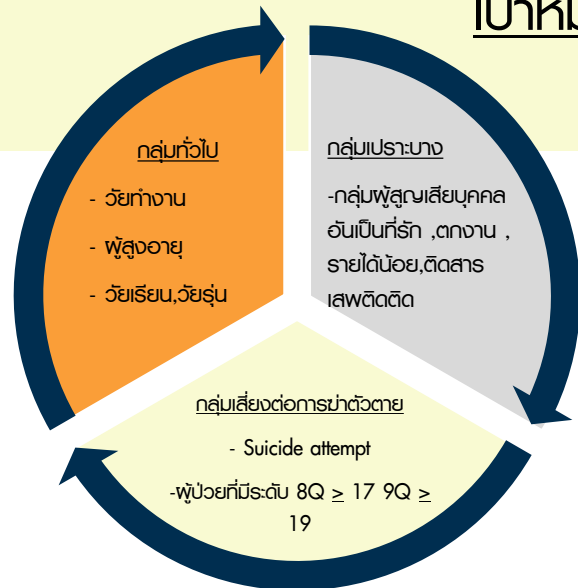 กลุ่มทั่วไป
- วัยทำงาน
- ผู้สูงอายุ
- วัยเรียน,วัยรุ่น
กลุ่มเปราะบาง
-กลุ่มผู้สูญเสียบุคคล
อันเป็นที่รัก ,ตกงาน ,
รายได้น้อย,ติดสาร
เสพติดติด
กลุ่มเสี่ยงต่อการฆ่าตัวตาย
- Suicide attempt
-ผู้ป่วยที่มีระดับ 8Q ≥ 17 9Q ≥
19